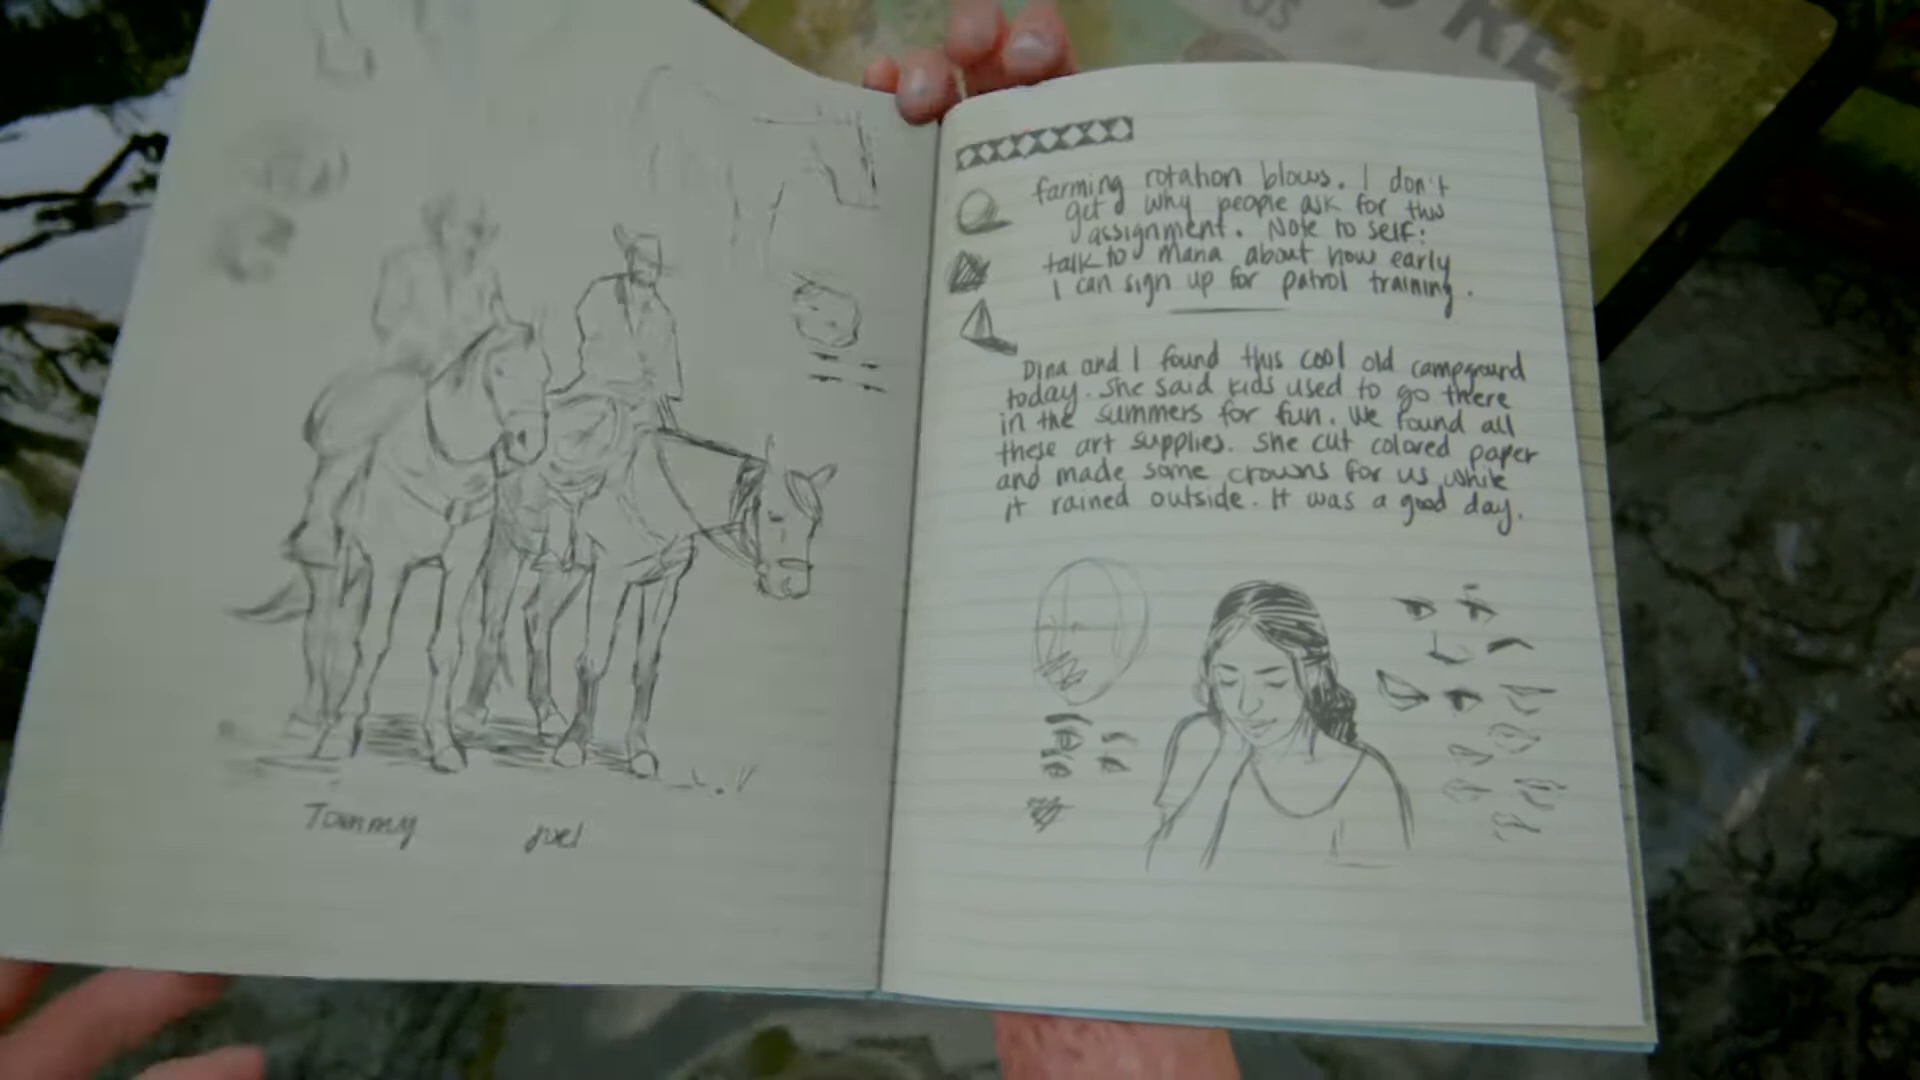 US
RE
farming rotation blows. I don't
get why people ask for this
assignment. Note to self:
talk to Maria about how early
I can sign up for patrol training.
Dina and I found this cool old campground
today. She said kids used to go there
in the summers for fun. We found all
these art supplies. She cut colored paper
and made some crowns for us while
it rained outside. It was a good day.
Tommy
Joel